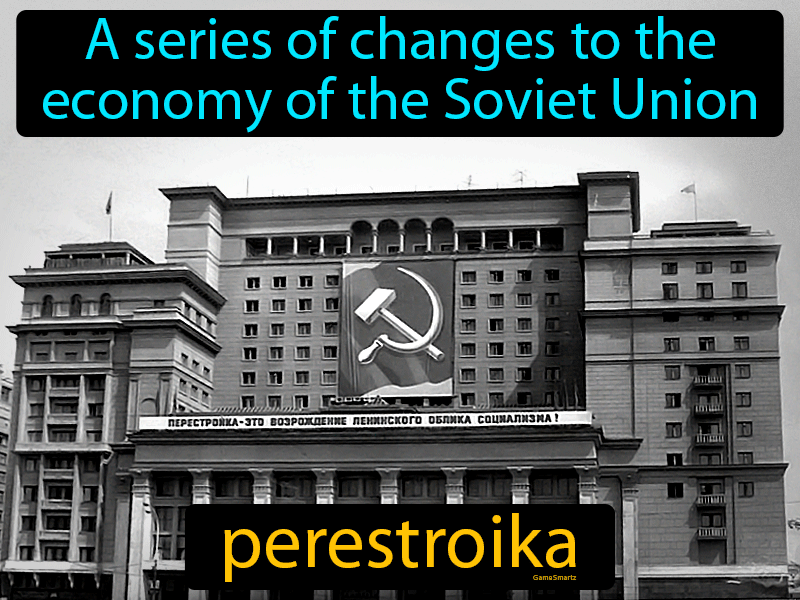 A series of changes to the
economy of the Soviet Union
ПЕРЕСТРОЙКА-ЭТО ВОЗРОЖДЕНИЕ ЛЕНИНСКОГО ОБЛИКА СОЦИАЛИЗМА!
perestroika
GameSmartz